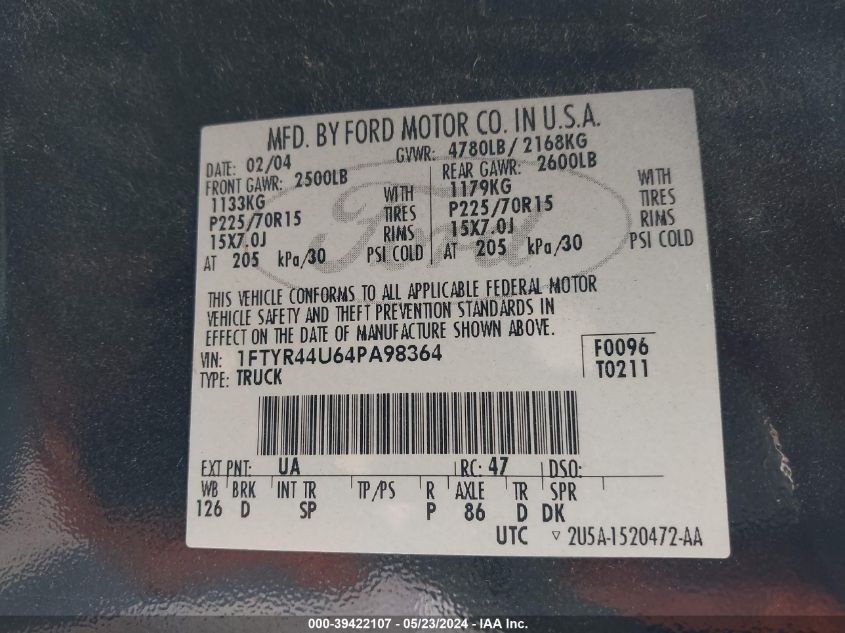 MFD. BY FORD MOTOR CO. IN U.S.A.
DATE: 02/04 GVWR: 4780LB/ 2168KG
FRONT GAWR: 2500LB REAR GAWR: 2600LB
1133KG WITH 1179KG WITH
P225/70R15 TIRES P225/70R15 TIRES
15X7.0J RIMS 15X7.0J RIMS
AT 205 kPa/30 PSI COLD AT 205 kPa/30 PSI COLD
Ford
THIS VEHICLE CONFORMS TO ALL APPLICABLE FEDERAL MOTOR
VEHICLE SAFETY AND THEFT PREVENTION STANDARDS IN
EFFECT ON THE DATE OF MANUFACTURE SHOWN ABOVE.
VIN: 1FTYR44U64PA98364 F0096
TYPE: TRUCK T0211
EXT PNT: UA RC: 47 DSO:
WB BRK INT TR TP/PS R AXLE TR SPR
126 D SP P 86 D DK
UTC ▽ 2U5A-1520472-AA
000-39422107 - 05/23/2024 - IAA Inc.